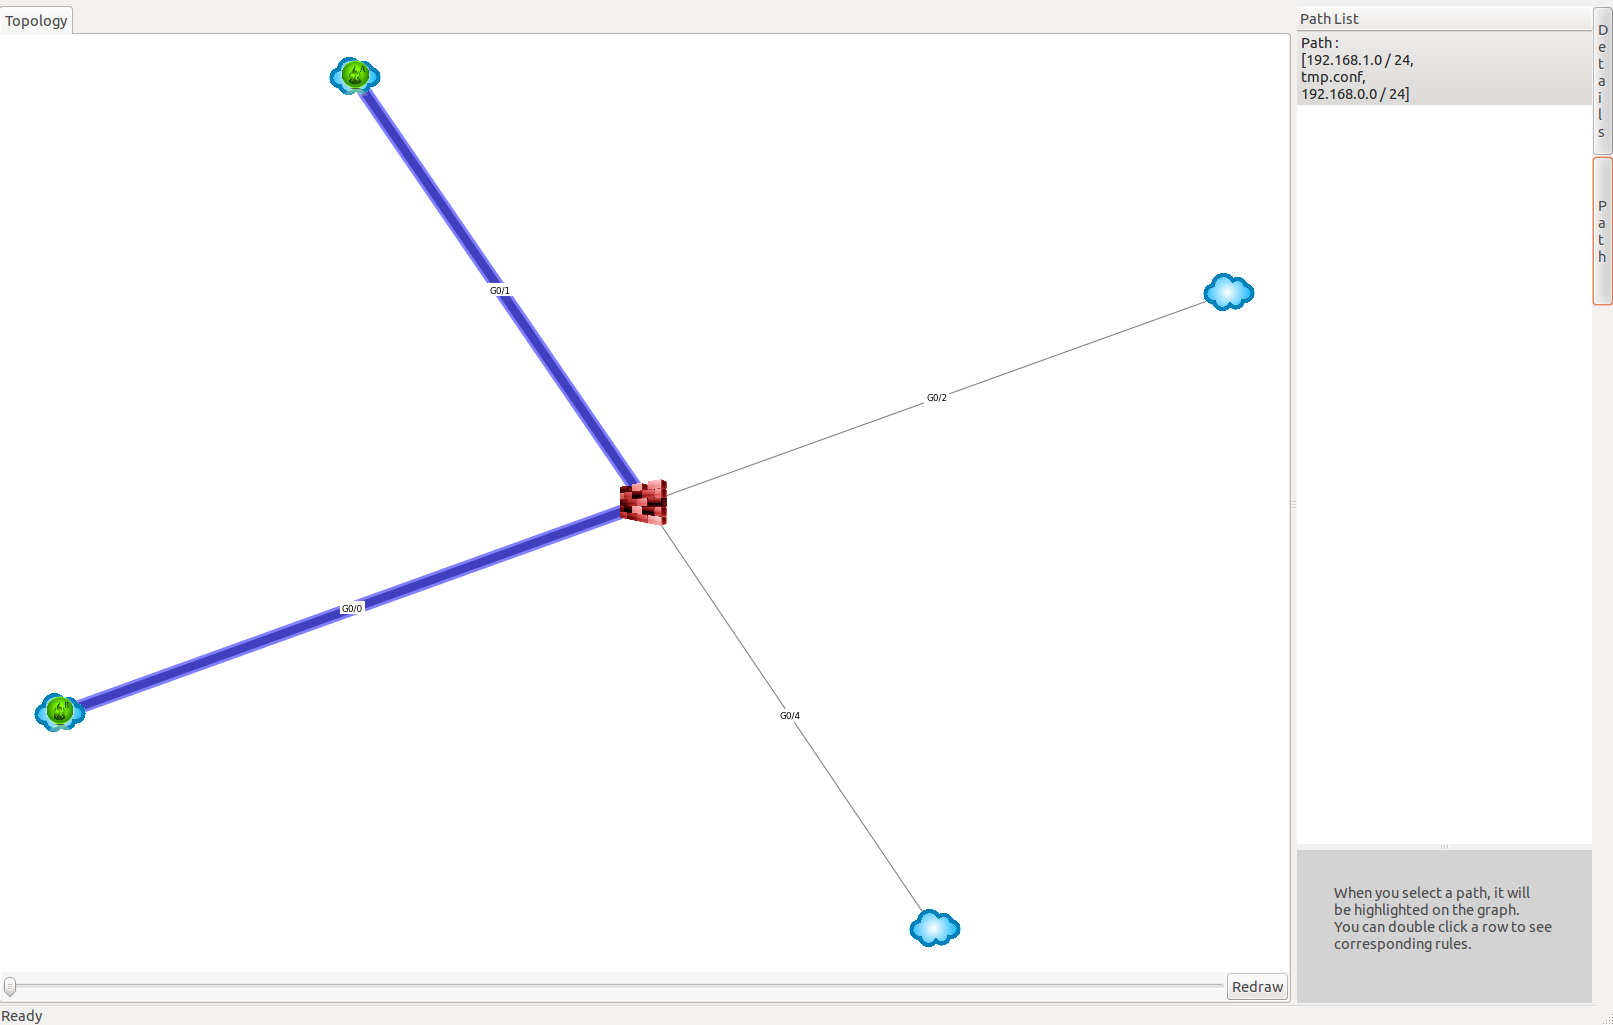 Topology
G0/1
G0/2
G0/0
G0/4
Redraw
Ready
Path List
Path :
[192.168.1.0 / 24,
tmp.conf,
192.168.0.0 / 24]
When you select a path, it will
be highlighted on the graph.
You can double click a row to see
corresponding rules.
Details
Path